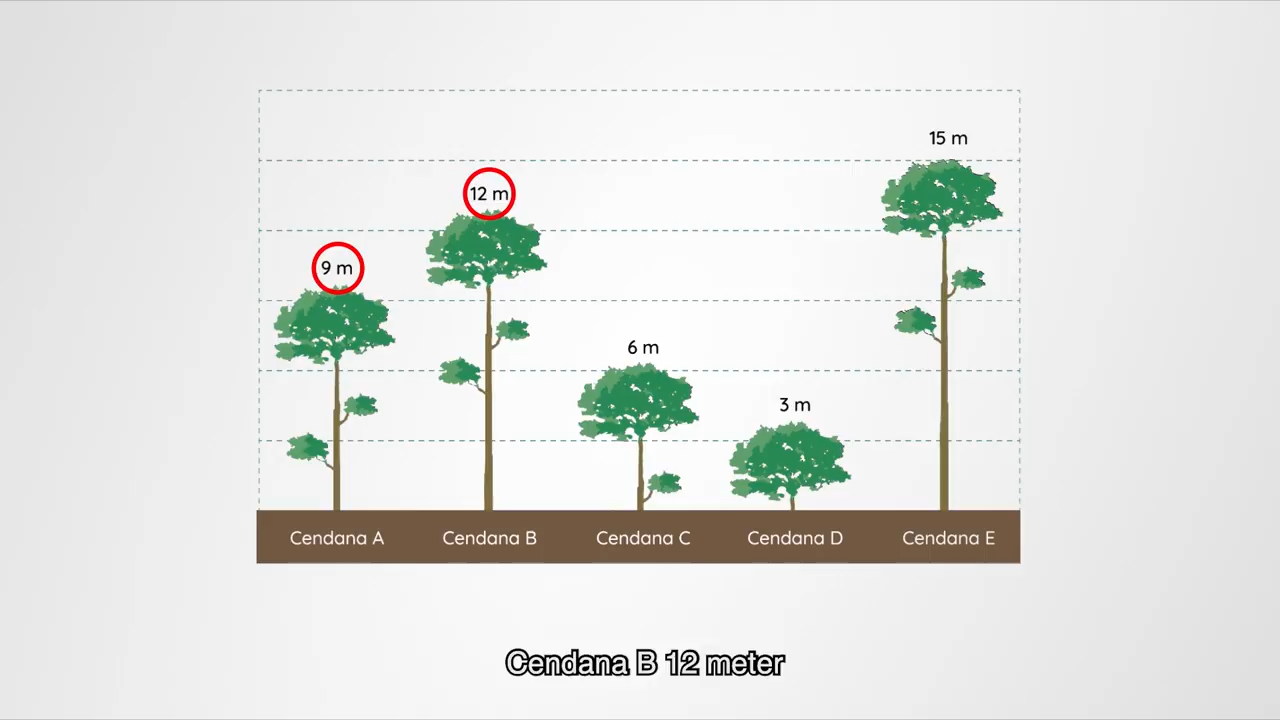 15 m
12 m
9 m
6 m
3 m
Cendana A
Cendana B
Cendana C
Cendana D
Cendana E
Cendana B 12 meter